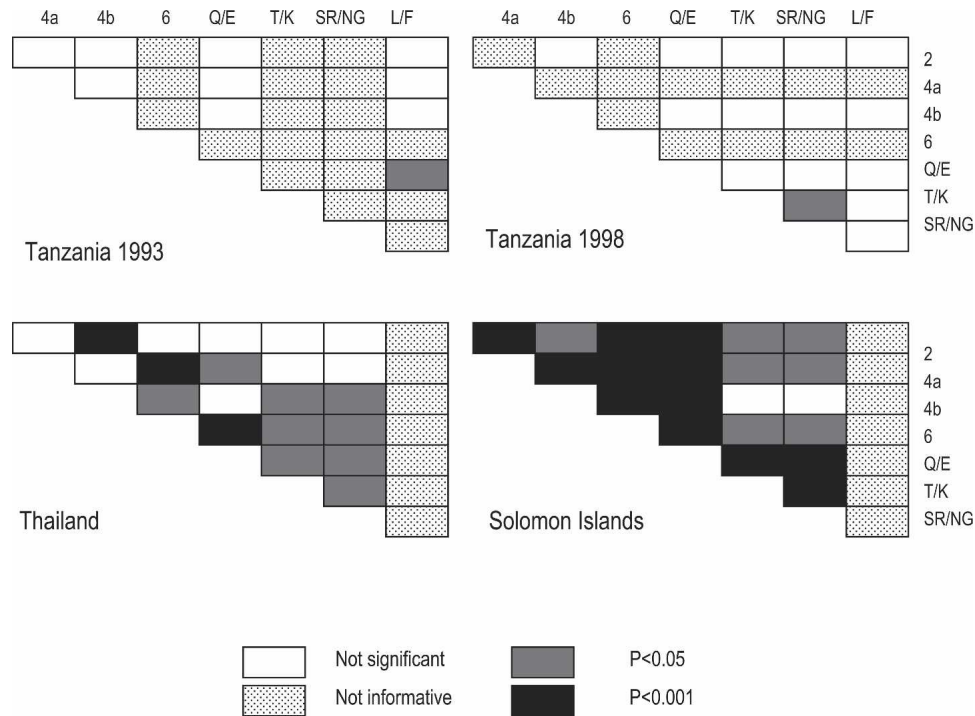 4a 4b 6 Q/E T/K SR/NG L/F 4a 4b 6 Q/E T/K SR/NG L/F
2
4a
4b
6
Q/E
T/K
SR/NG
Tanzania 1993 Tanzania 1998
2
4a
4b
6
Q/E
T/K
SR/NG
Thailand Solomon Islands
Not significant P<0.05
Not informative P<0.001